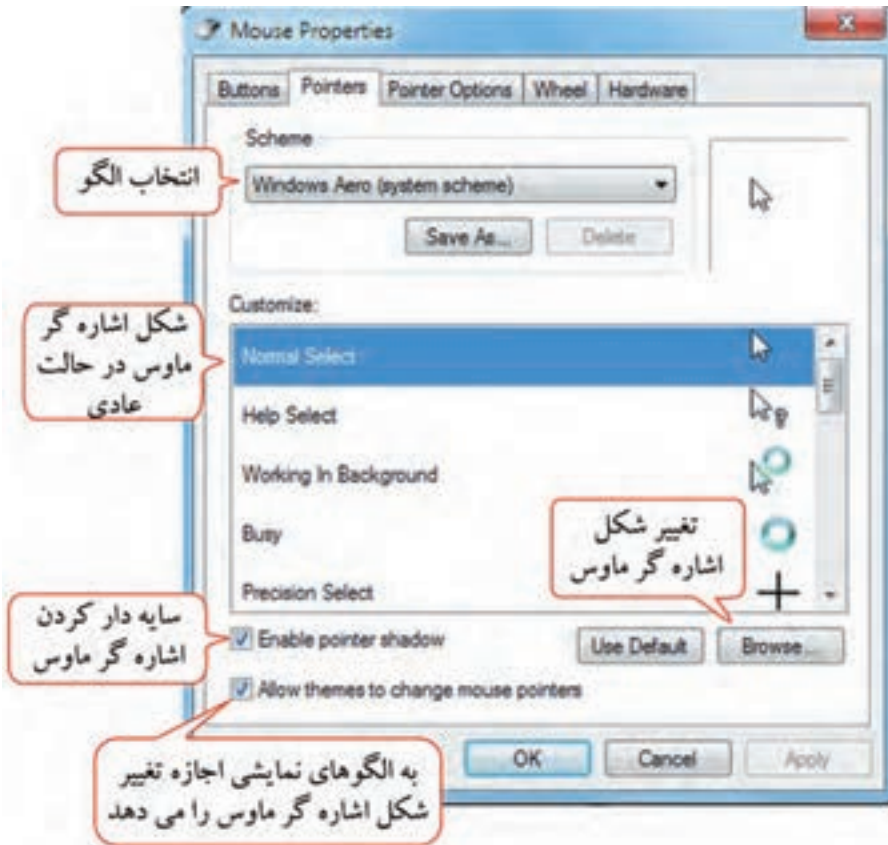 Mouse Properties
Buttons Pointers Pointer Options Wheel Hardware
Scheme
انتخاب الگو
Windows Aero (system scheme)
Save As... Delete
Customize:
شکل اشاره گر
ماوس در حالت
عادی
Normal Select
Help Select
Working In Background
Busy
Precision Select
تغییر شکل
اشاره گر ماوس
سایه دار کردن
اشاره گر ماوس
Enable pointer shadow
Use Default Browse...
Allow themes to change mouse pointers
به الگوهای نمایشی اجازه تغییر
شکل اشاره گر ماوس را می دهد
OK Cancel Apply